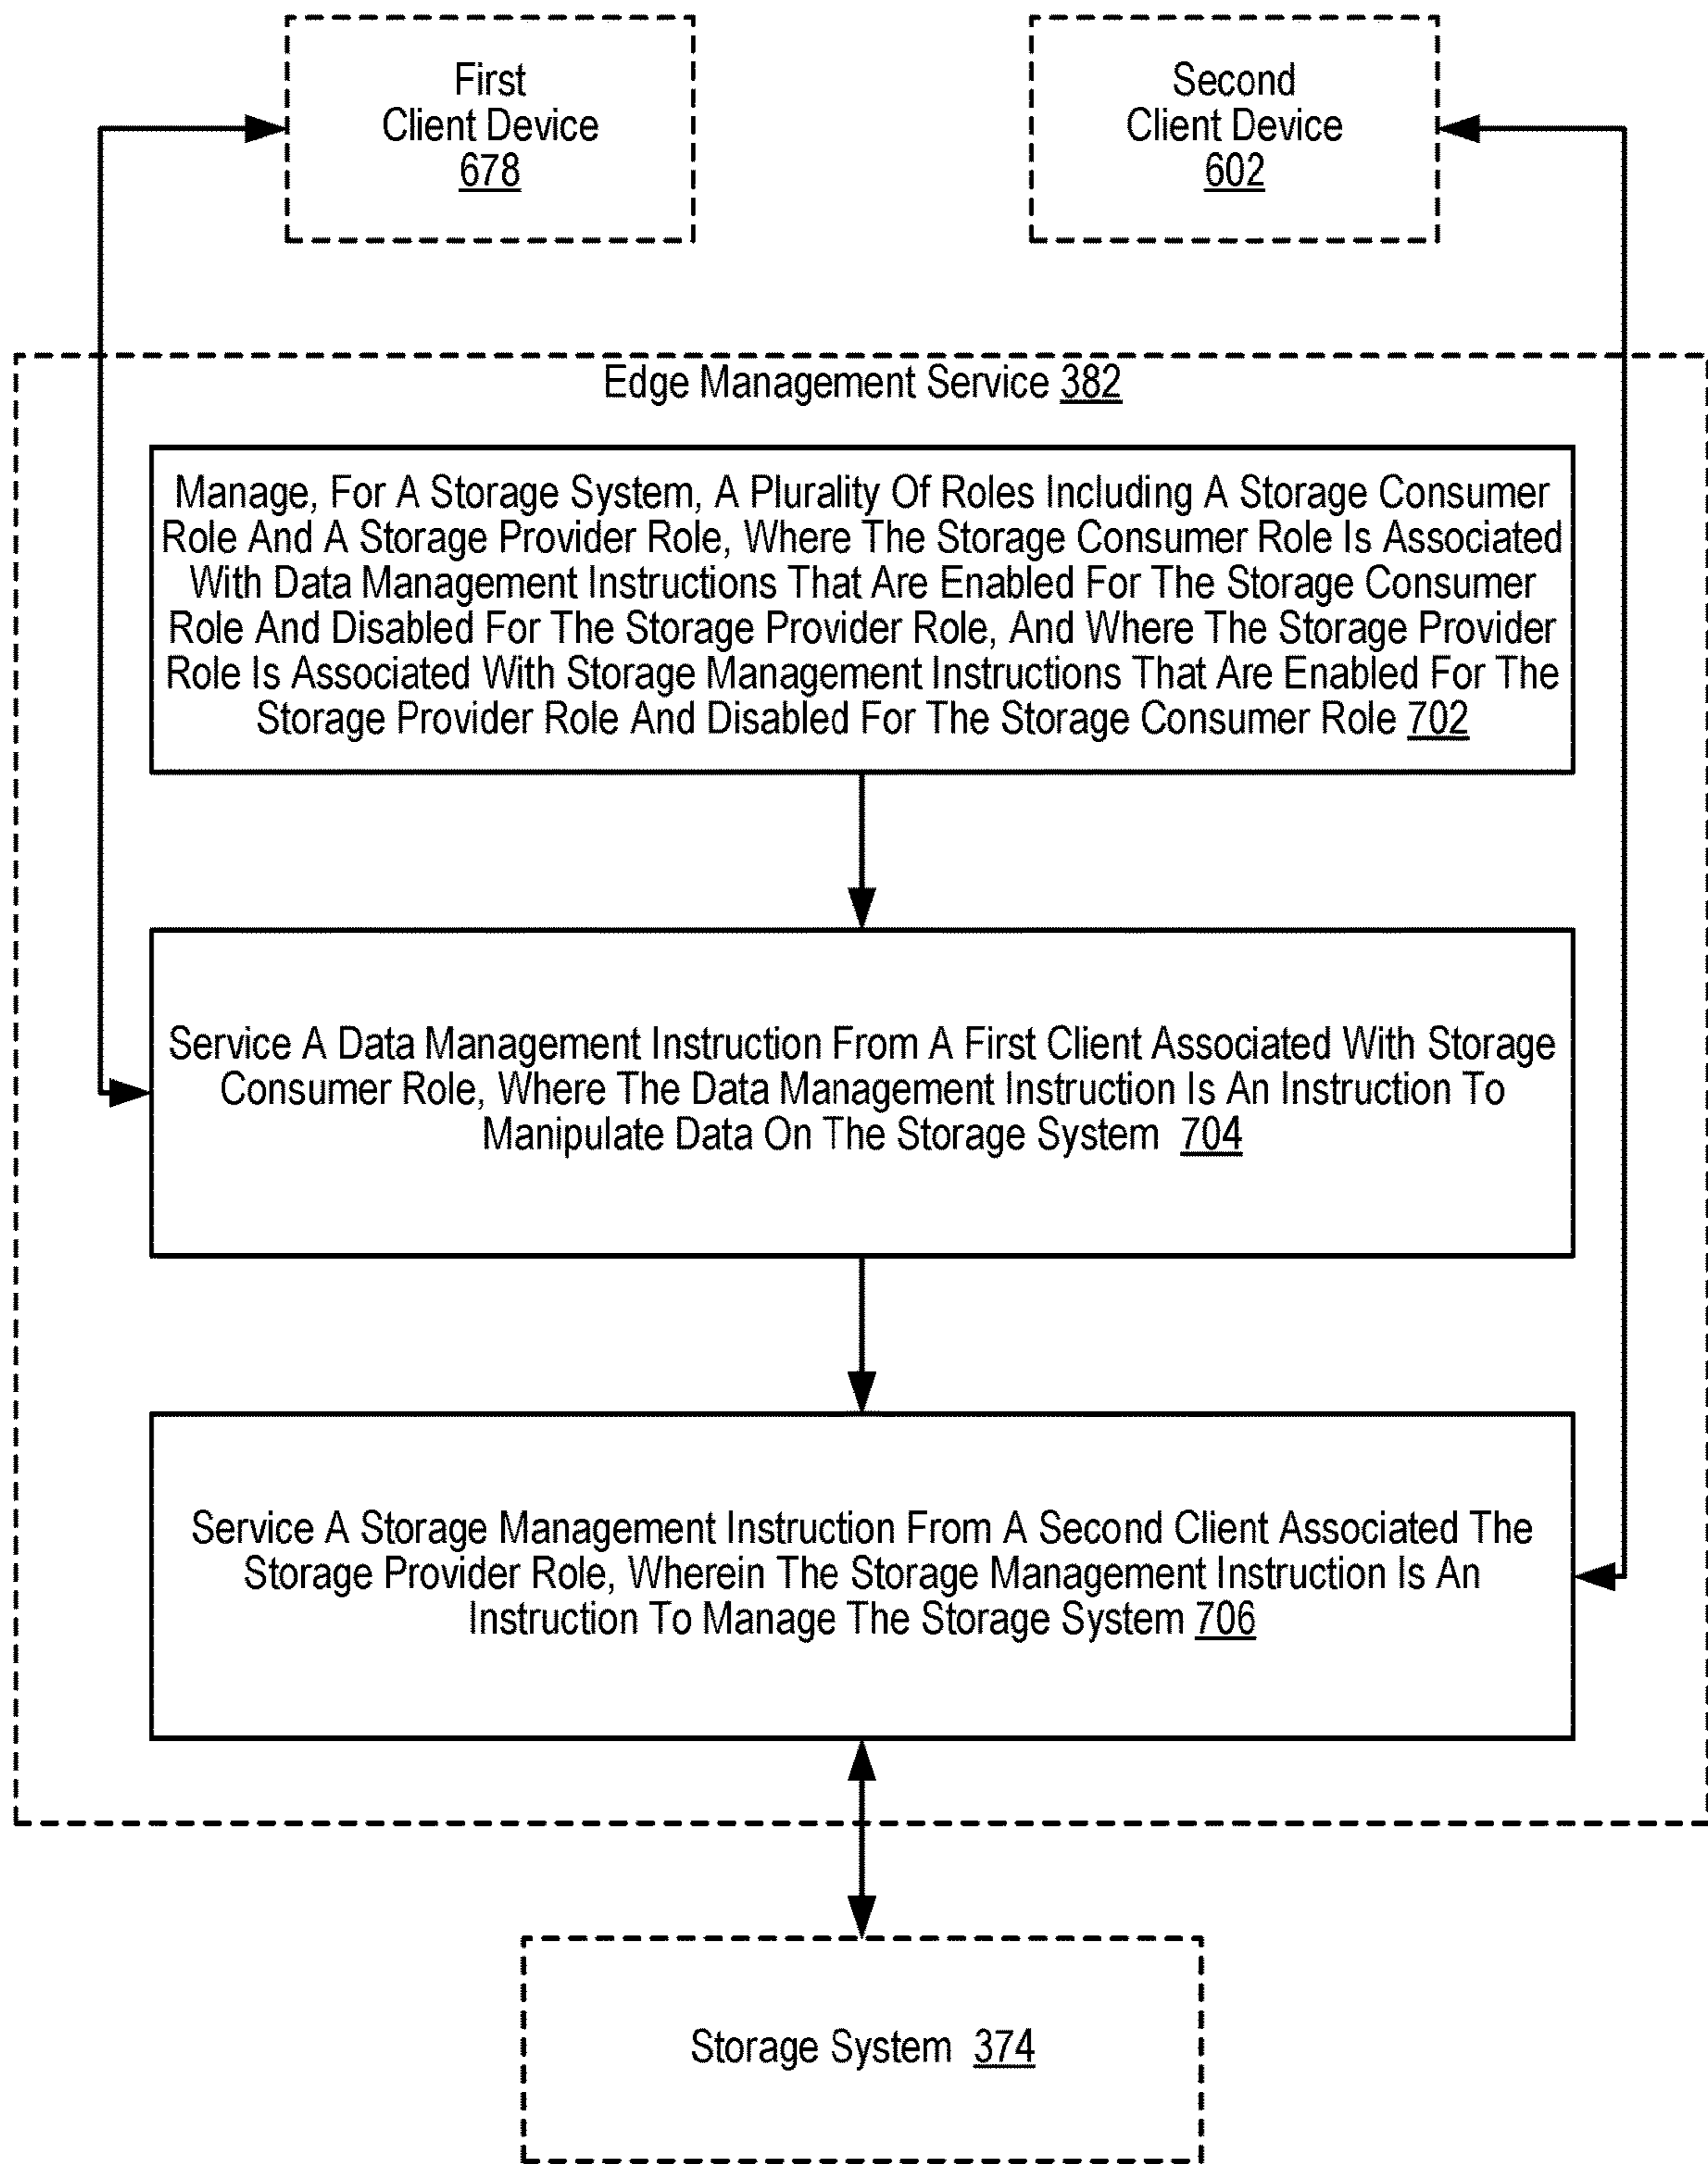 First
Client Device
678
Second
Client Device
602
Edge Management Service 382
Manage, For A Storage System, A Plurality Of Roles Including A Storage Consumer
Role And A Storage Provider Role, Where The Storage Consumer Role Is Associated
With Data Management Instructions That Are Enabled For The Storage Consumer
Role And Disabled For The Storage Provider Role, And Where The Storage Provider
Role Is Associated With Storage Management Instructions That Are Enabled For The
Storage Provider Role And Disabled For The Storage Consumer Role 702
Service A Data Management Instruction From A First Client Associated With Storage
Consumer Role, Where The Data Management Instruction Is An Instruction To
Manipulate Data On The Storage System 704
Service A Storage Management Instruction From A Second Client Associated The
Storage Provider Role, Wherein The Storage Management Instruction Is An
Instruction To Manage The Storage System 706
Storage System 374